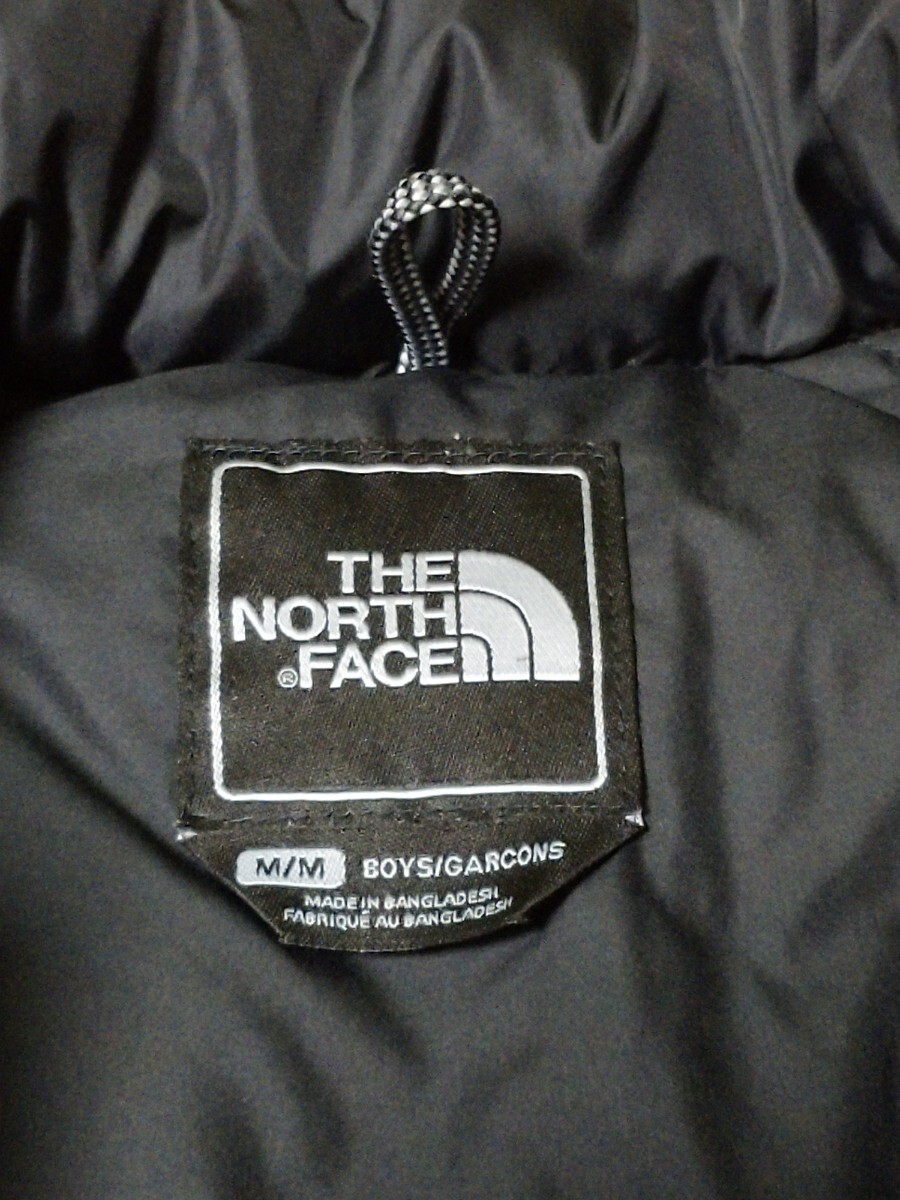 THE
NORTH
®FACE
M/M BOYS/GARCONS
MADE IN BANGLADESH
FABRIQUÉ AU BANGLADESH